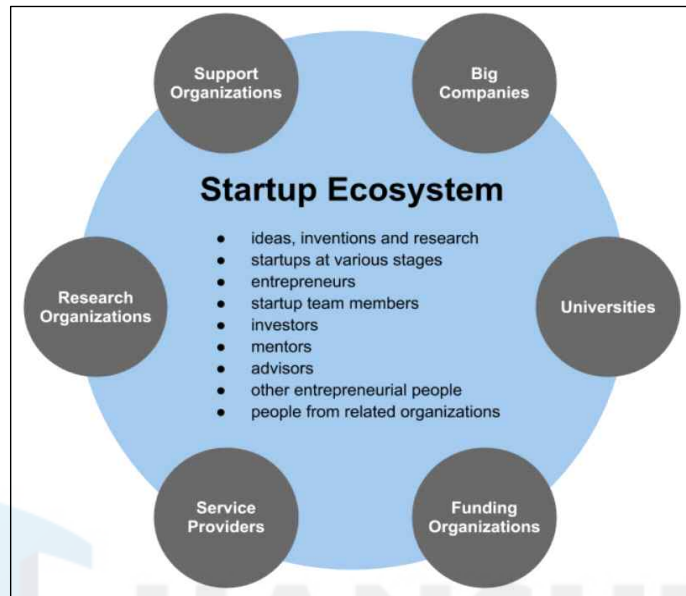 Support
Organizations
Big
Companies
Startup Ecosystem
● ideas, inventions and research
● startups at various stages
● entrepreneurs
● startup team members
● investors
● mentors
● advisors
● other entrepreneurial people
● people from related organizations
Research
Organizations
Universities
Service
Providers
Funding
Organizations